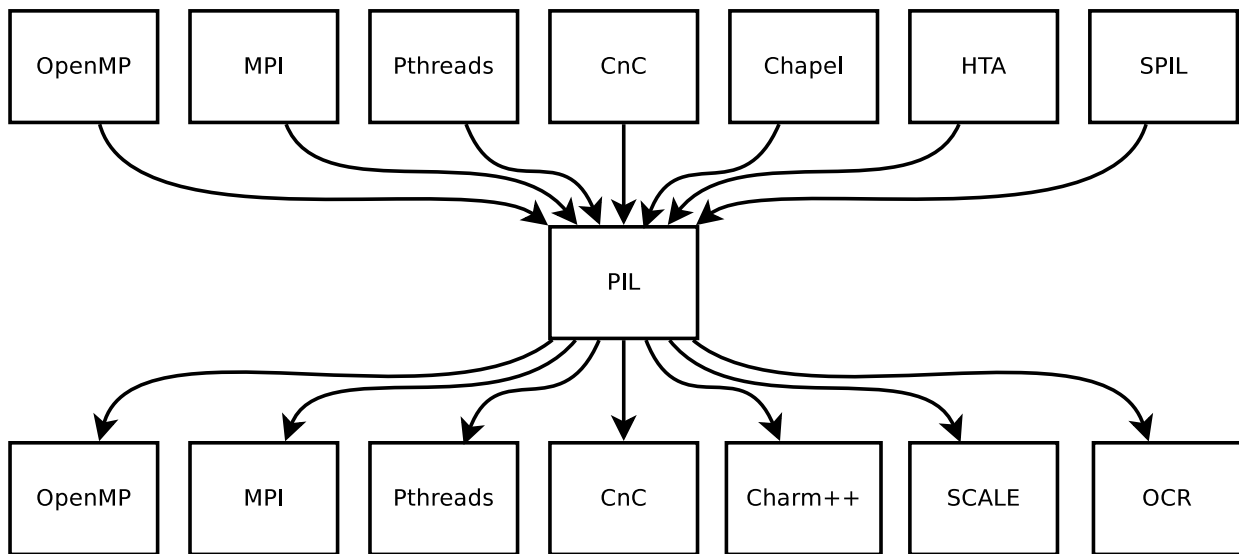 OpenMP
MPI
Pthreads
CnC
Chapel
HTA
SPIL
PIL
OpenMP
MPI
Pthreads
CnC
Charm++
SCALE
OCR